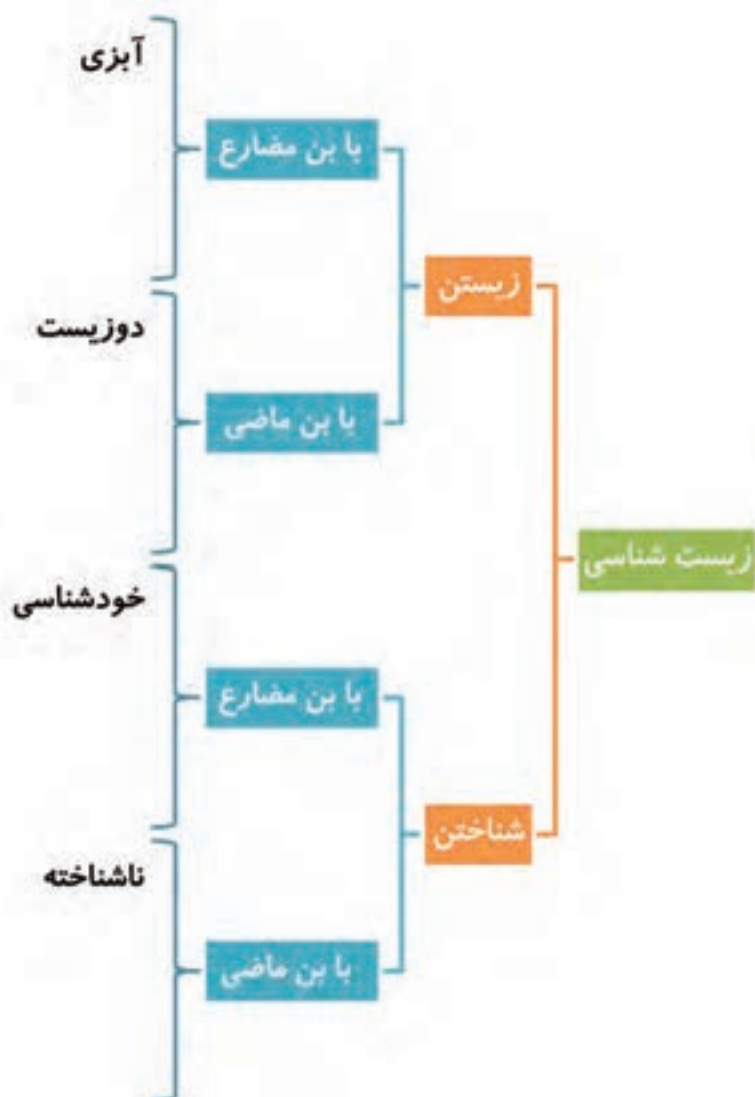 زیست شناسی
زیستن
با بن مضارع
آبزی
با بن ماضی
دوزیست
شناختن
با بن مضارع
خودشناسی
با بن ماضی
ناشناخته